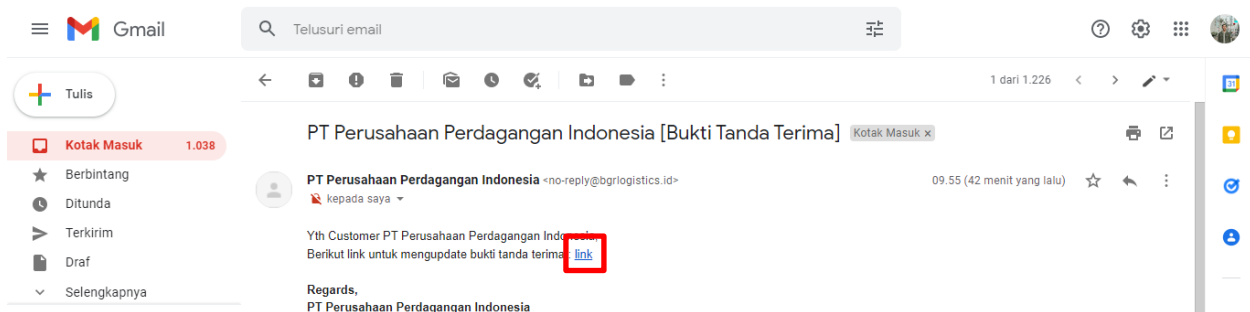 Gmail
Telusuri email
Tulis
1 dari 1.226
31
PT Perusahaan Perdagangan Indonesia [Bukti Tanda Terima] Kotak Masuk x
Kotak Masuk 1.038
Berbintang
Ditunda
Terkirim
Draf
Selengkapnya
PT Perusahaan Perdagangan Indonesia <no-reply@bgrlogistics.id> 09.55 (42 menit yang lalu)
kepada saya
Yth Customer PT Perusahaan Perdagangan Indonesia,
Berikut link untuk mengupdate bukti tanda terima : link
Regards,
PT Perusahaan Perdagangan Indonesia